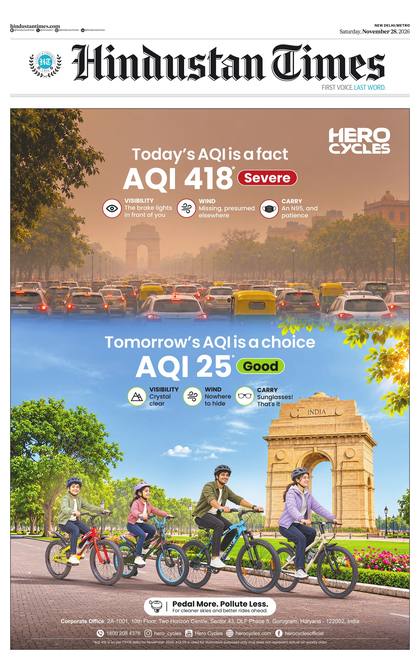 hindustantimes.com
NEW DELHI/METRO
Saturday, November 28, 2026
HT
Hindustan Times
FIRST VOICE. LAST WORD.
HERO
CYCLES
Today's AQI is a fact
AQI 418* Severe
VISIBILITY
The brake lights
in front of you
WIND
Missing, presumed
elsewhere
CARRY
An N95, and
patience
Tomorrow's AQI is a choice
AQI 25* Good
VISIBILITY
Crystal
clear
WIND
Nowhere
to hide
CARRY
Sunglasses!
That's it
INDIA
Pedal More. Pollute Less.
For cleaner skies and better rides ahead.
Corporate Office: 2A-1001, 10th Floor, Two Horizon Centre, Sector 43, DLF Phase 5, Gurugram, Haryana - 122002, India
1800 208 4376 hero_cycles Hero Cycles herocycles.com herocyclesofficial